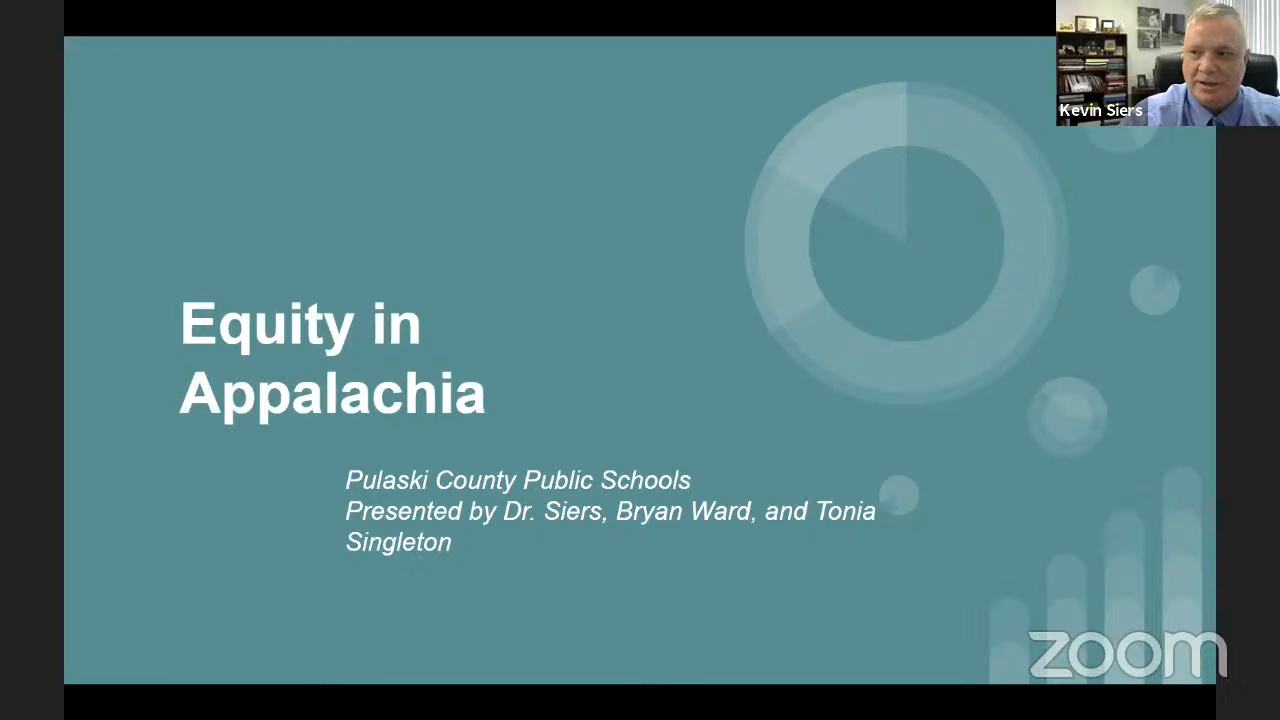 Kevin Siers
Equity in
Appalachia
Pulaski County Public Schools
Presented by Dr. Siers, Bryan Ward, and Tonia
Singleton
zoom